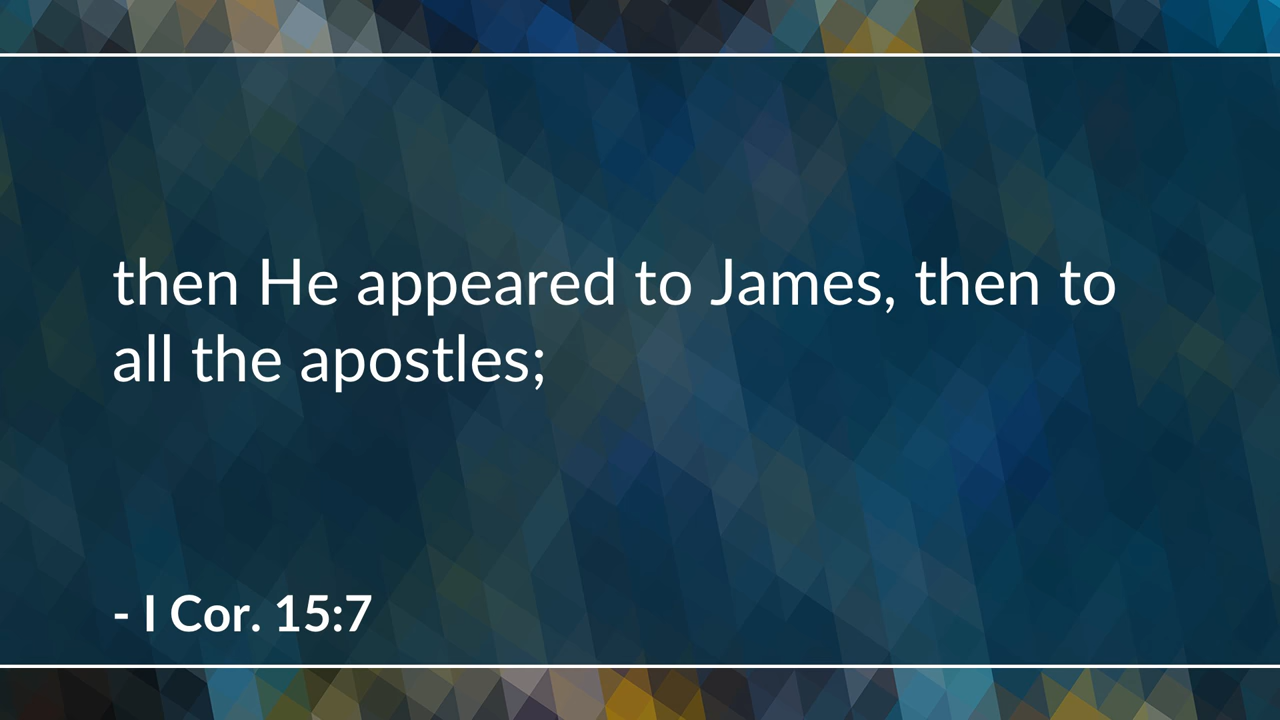 then He appeared to James, then to
all the apostles;
- I Cor. 15:7